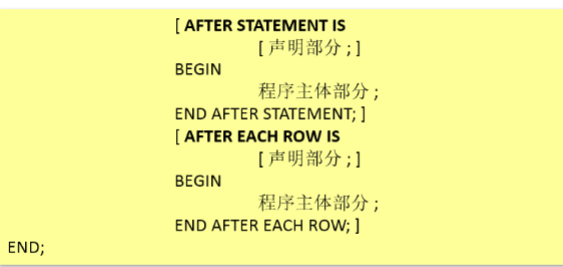 [ AFTER STATEMENT IS
[ 声明部分 ; ]
BEGIN
程序主体部分 ;
END AFTER STATEMENT; ]
[ AFTER EACH ROW IS
[ 声明部分 ; ]
BEGIN
程序主体部分 ;
END AFTER EACH ROW; ]
END;